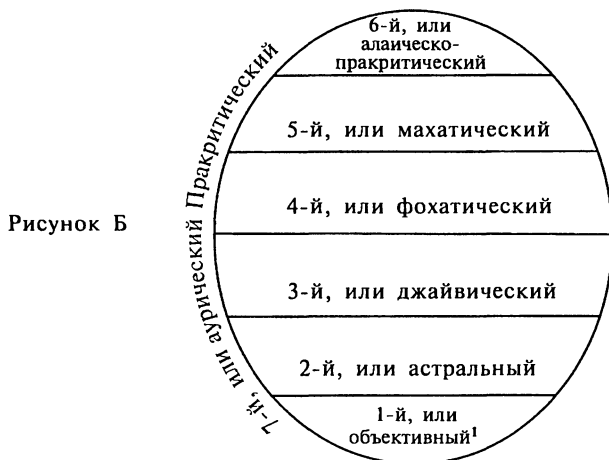 6-й, или
алаическо-
пракритический
5-й, или махатический
4-й, или фохатический
3-й, или джайвический
2-й, или астральный
1-й, или
объективный¹
7-й, или аурический Пракритический
Рисунок Б